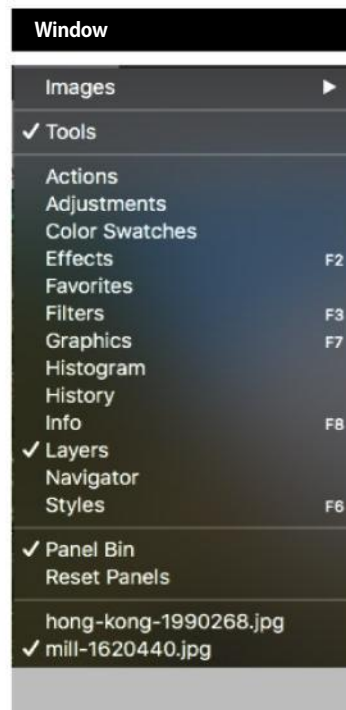 Window
Images ▶
✓ Tools
Actions
Adjustments
Color Swatches
Effects F2
Favorites
Filters F3
Graphics F7
Histogram
History
Info F8
✓ Layers
Navigator
Styles F6
✓ Panel Bin
Reset Panels
hong-kong-1990268.jpg
✓ mill-1620440.jpg